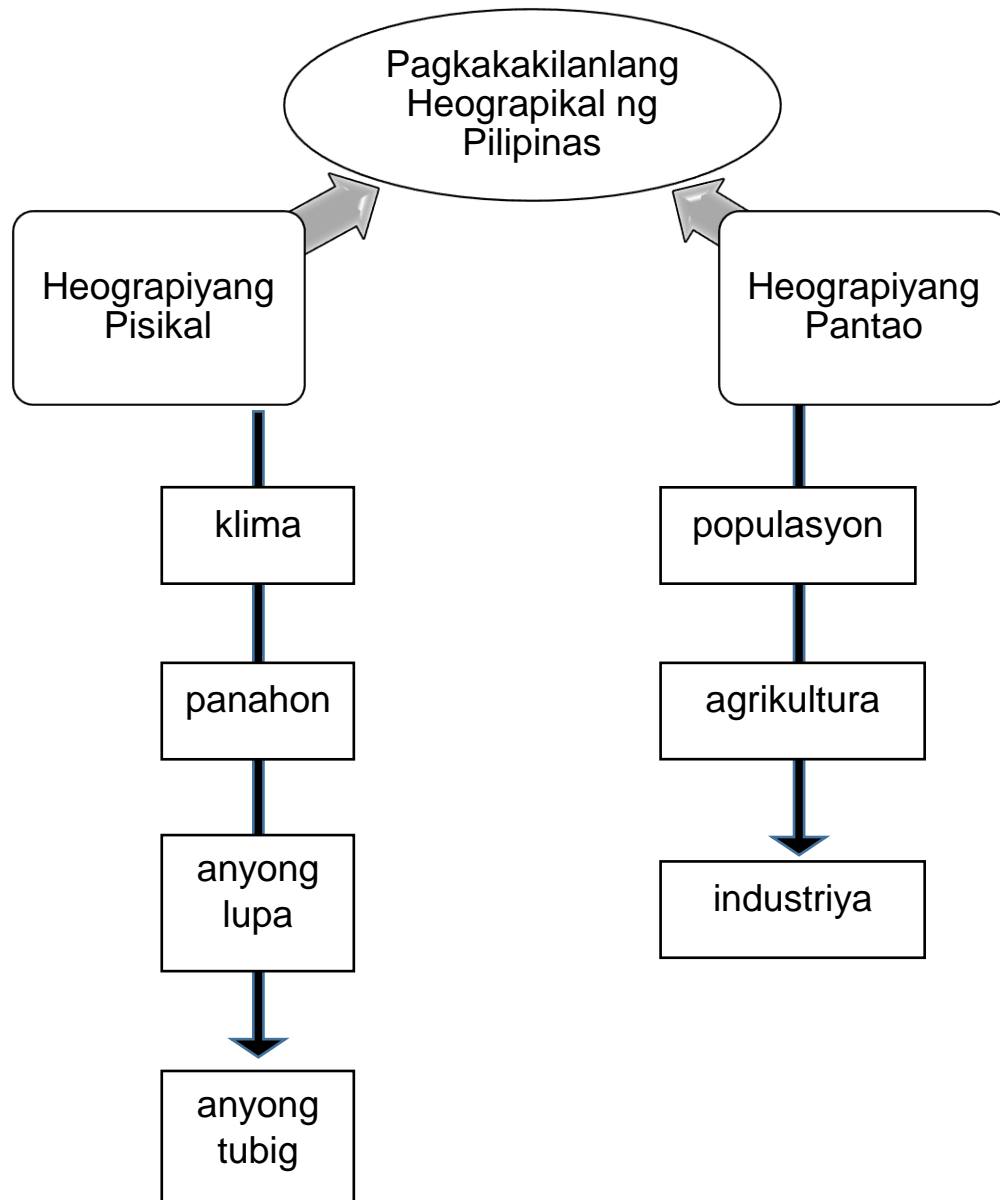 Pagkakakilanlang
Heograpikal ng
Pilipinas
Heograpiyang
Pisikal
Heograpiyang
Pantao
klima
populasyon
panahon
agrikultura
anyong
lupa
industriya
anyong
tubig